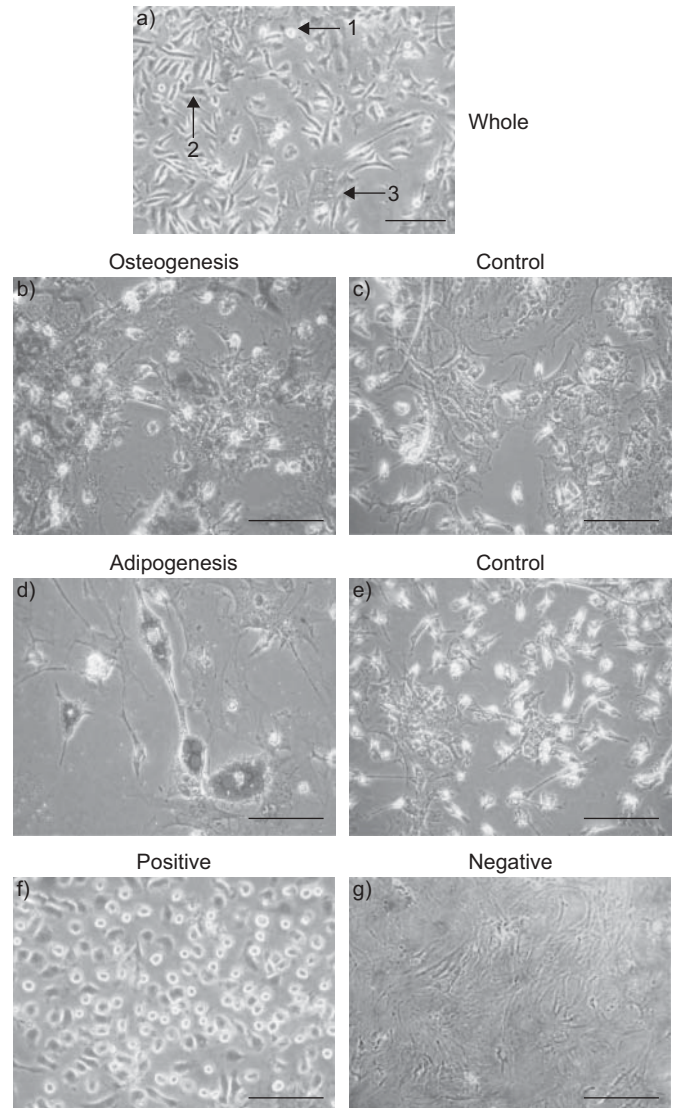 a)
1
2
3
Whole
Osteogenesis
Control
b)
c)
Adipogenesis
Control
d)
e)
Positive
Negative
f)
g)